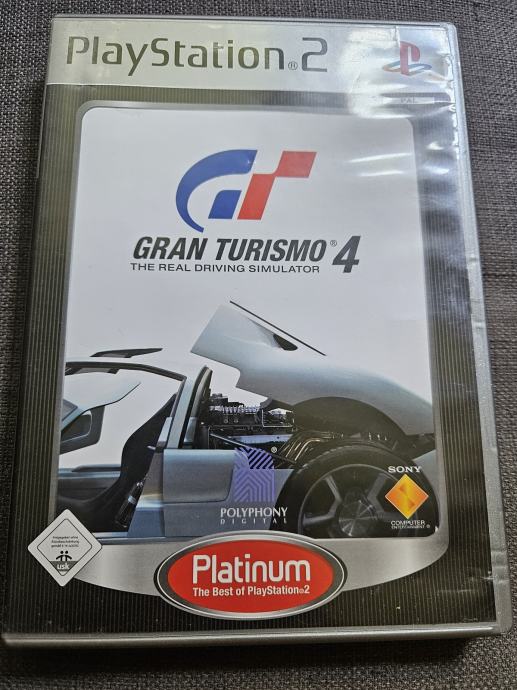 PlayStation®2
PAL
GRAN TURISMO® 4
THE REAL DRIVING SIMULATOR
SONY
COMPUTER
ENTERTAINMENT®
POLYPHONY
DIGITAL
usk
Platinum
The Best of PlayStation®2